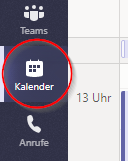 Teams
Kalender
13 Uhr
Anrufe